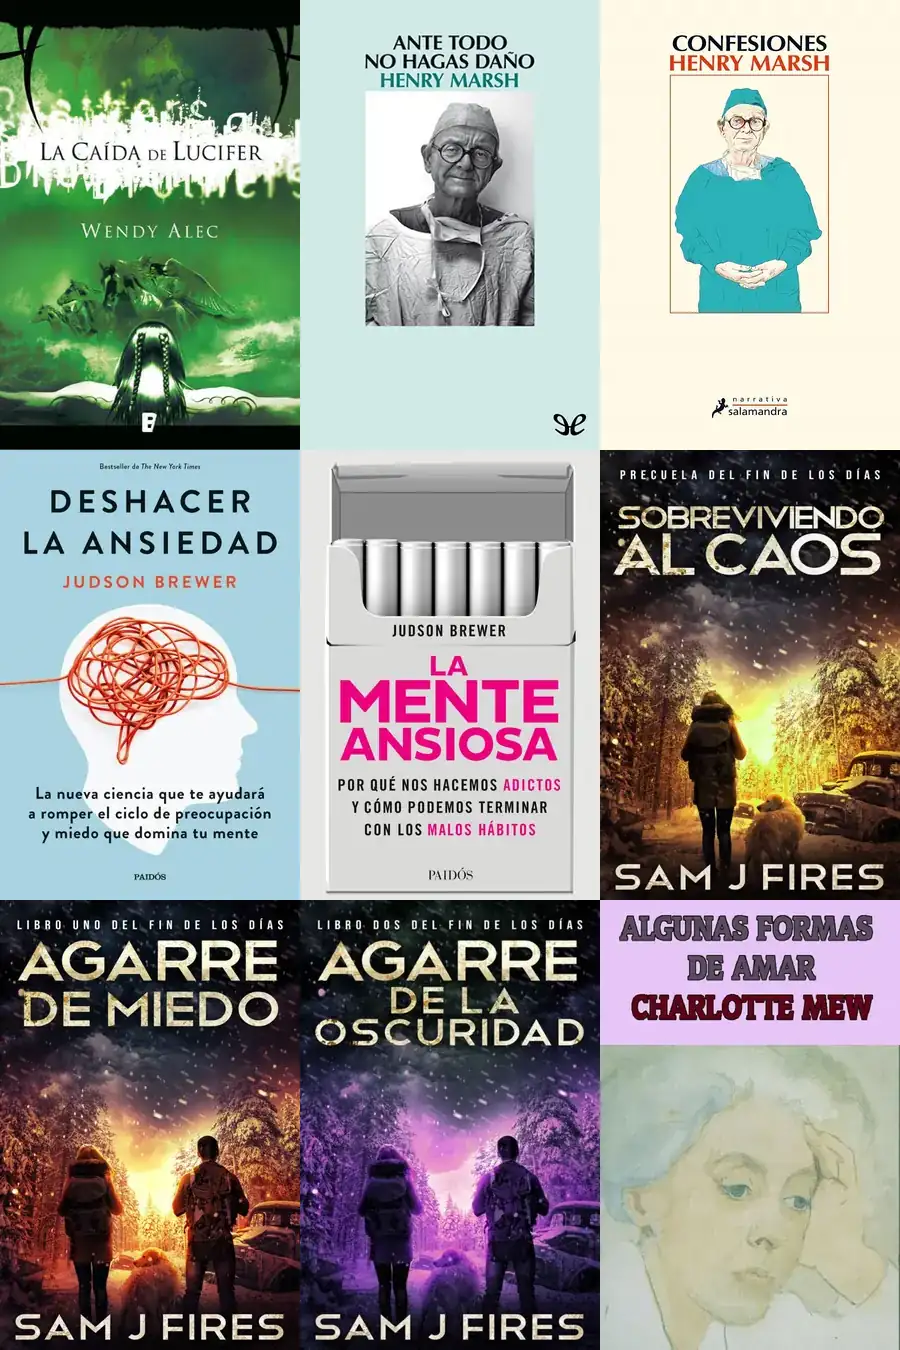 LA CAÍDA DE LUCIFER
WENDY ALEC
ANTE TODO
NO HAGAS DAÑO
HENRY MARSH
CONFESIONES
HENRY MARSH
narrativa
salamandra
Bestseller de The New York Times
DESHACER
LA ANSIEDAD
JUDSON BREWER
La nueva ciencia que te ayudará
a romper el ciclo de preocupación
y miedo que domina tu mente
PAIDÓS
JUDSON BREWER
LA
MENTE
ANSIOSA
POR QUÉ NOS HACEMOS ADICTOS
Y CÓMO PODEMOS TERMINAR
CON LOS MALOS HÁBITOS
PAIDÓS
PRECUELA DEL FIN DE LOS DÍAS
SOBREVIVIENDO
AL CAOS
SAM J FIRES
LIBRO UNO DEL FIN DE LOS DÍAS
AGARRE
DE MIEDO
SAM J FIRES
LIBRO DOS DEL FIN DE LOS DÍAS
AGARRE
DE LA
OSCURIDAD
SAM J FIRES
ALGUNAS FORMAS
DE AMAR
CHARLOTTE MEW